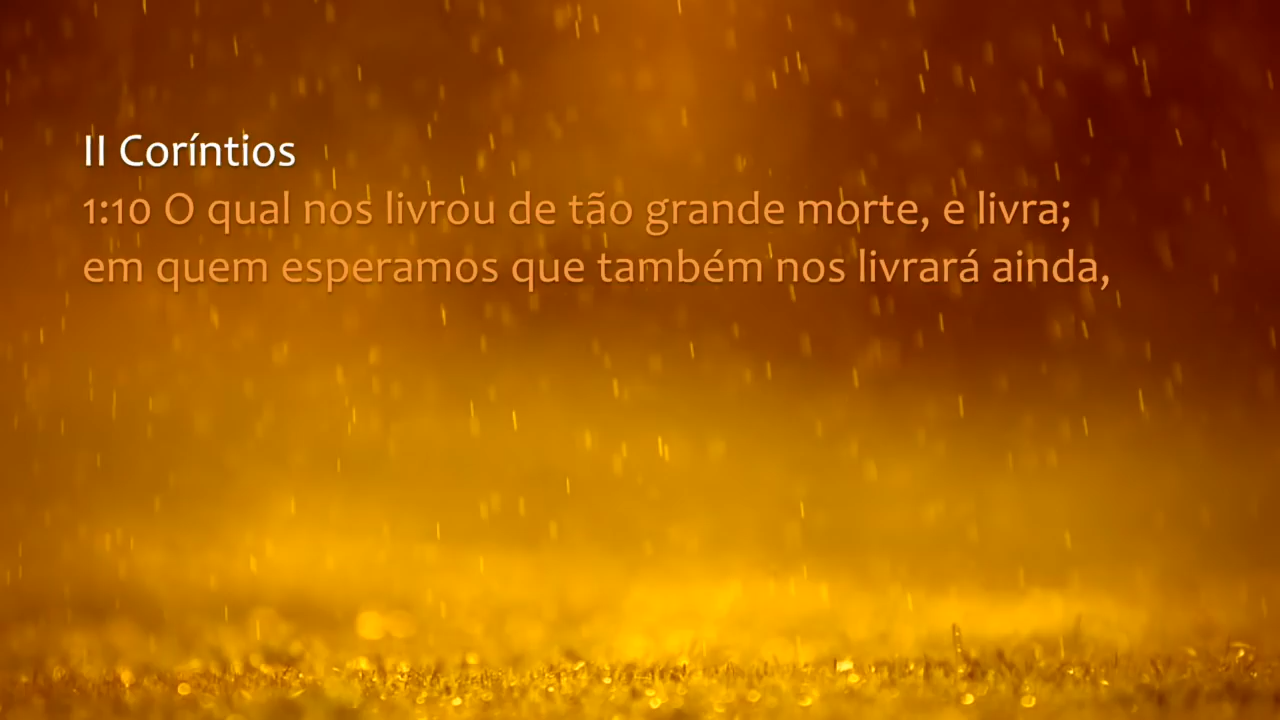 II Coríntios
1:10 O qual nos livrou de tão grande morte, e livra;
em quem esperamos que também nos livrará ainda,